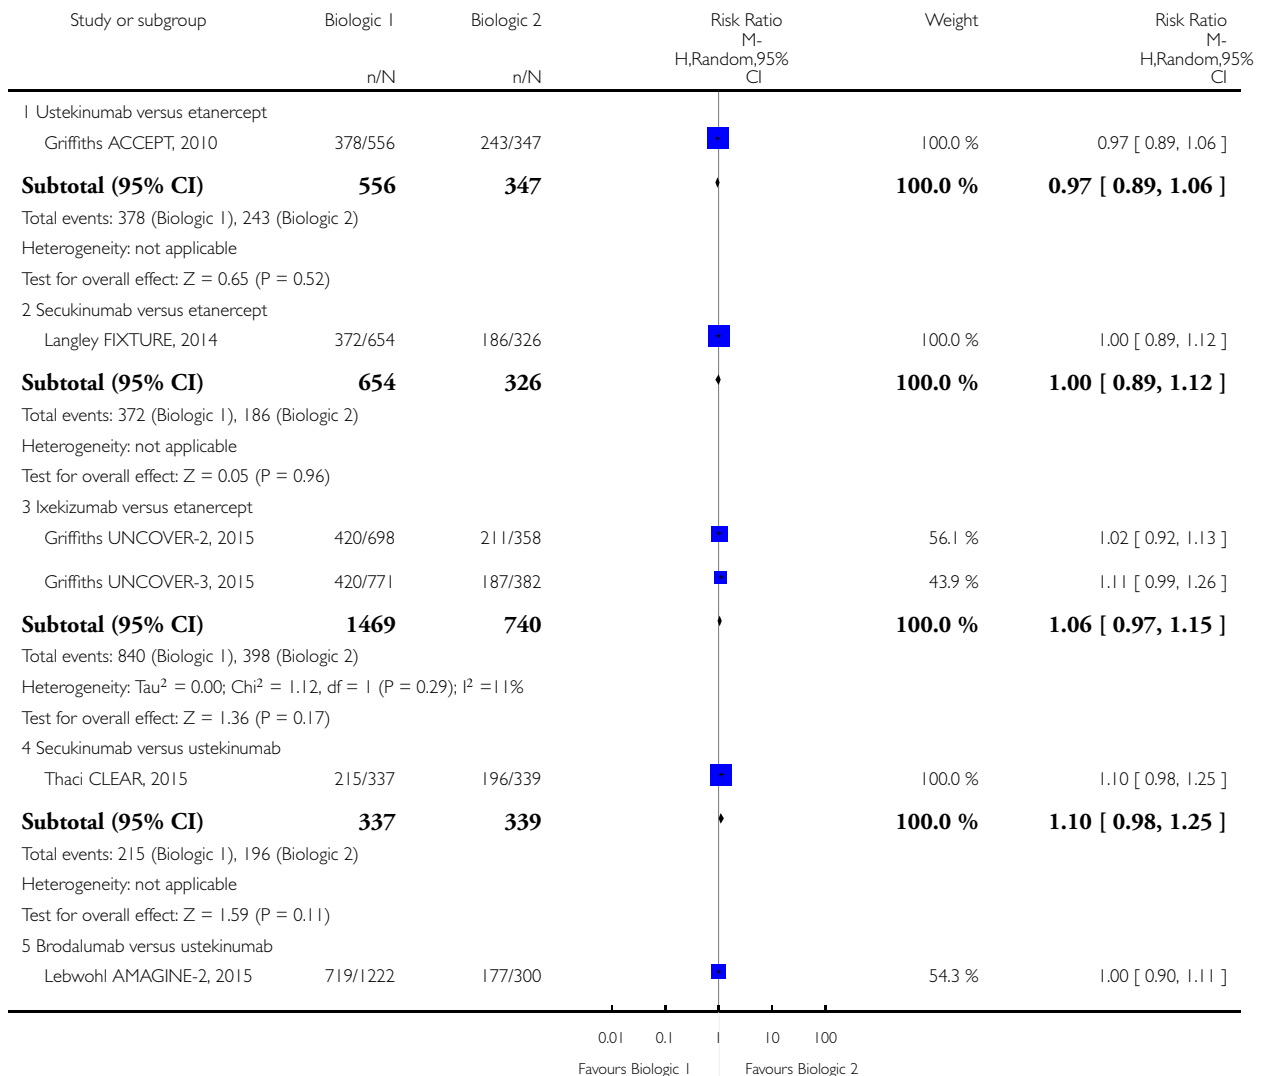 Study or subgroup Biologic 1 Biologic 2 Risk Ratio Weight Risk Ratio
M- M-
H,Random,95% H,Random,95%
n/N n/N CI CI
1 Ustekinumab versus etanercept
Griffiths ACCEPT, 2010 378/556 243/347 100.0 % 0.97 [ 0.89, 1.06 ]
Subtotal (95% CI) 556 347 100.0 % 0.97 [ 0.89, 1.06 ]
Total events: 378 (Biologic 1), 243 (Biologic 2)
Heterogeneity: not applicable
Test for overall effect: Z = 0.65 (P = 0.52)
2 Secukinumab versus etanercept
Langley FIXTURE, 2014 372/654 186/326 100.0 % 1.00 [ 0.89, 1.12 ]
Subtotal (95% CI) 654 326 100.0 % 1.00 [ 0.89, 1.12 ]
Total events: 372 (Biologic 1), 186 (Biologic 2)
Heterogeneity: not applicable
Test for overall effect: Z = 0.05 (P = 0.96)
3 Ixekizumab versus etanercept
Griffiths UNCOVER-2, 2015 420/698 211/358 56.1 % 1.02 [ 0.92, 1.13 ]
Griffiths UNCOVER-3, 2015 420/771 187/382 43.9 % 1.11 [ 0.99, 1.26 ]
Subtotal (95% CI) 1469 740 100.0 % 1.06 [ 0.97, 1.15 ]
Total events: 840 (Biologic 1), 398 (Biologic 2)
Heterogeneity: Tau² = 0.00; Chi² = 1.12, df = 1 (P = 0.29); I² =11%
Test for overall effect: Z = 1.36 (P = 0.17)
4 Secukinumab versus ustekinumab
Thaci CLEAR, 2015 215/337 196/339 100.0 % 1.10 [ 0.98, 1.25 ]
Subtotal (95% CI) 337 339 100.0 % 1.10 [ 0.98, 1.25 ]
Total events: 215 (Biologic 1), 196 (Biologic 2)
Heterogeneity: not applicable
Test for overall effect: Z = 1.59 (P = 0.11)
5 Brodalumab versus ustekinumab
Lebwohl AMAGINE-2, 2015 719/1222 177/300 54.3 % 1.00 [ 0.90, 1.11 ]
0.01 0.1 1 10 100
Favours Biologic 1 Favours Biologic 2